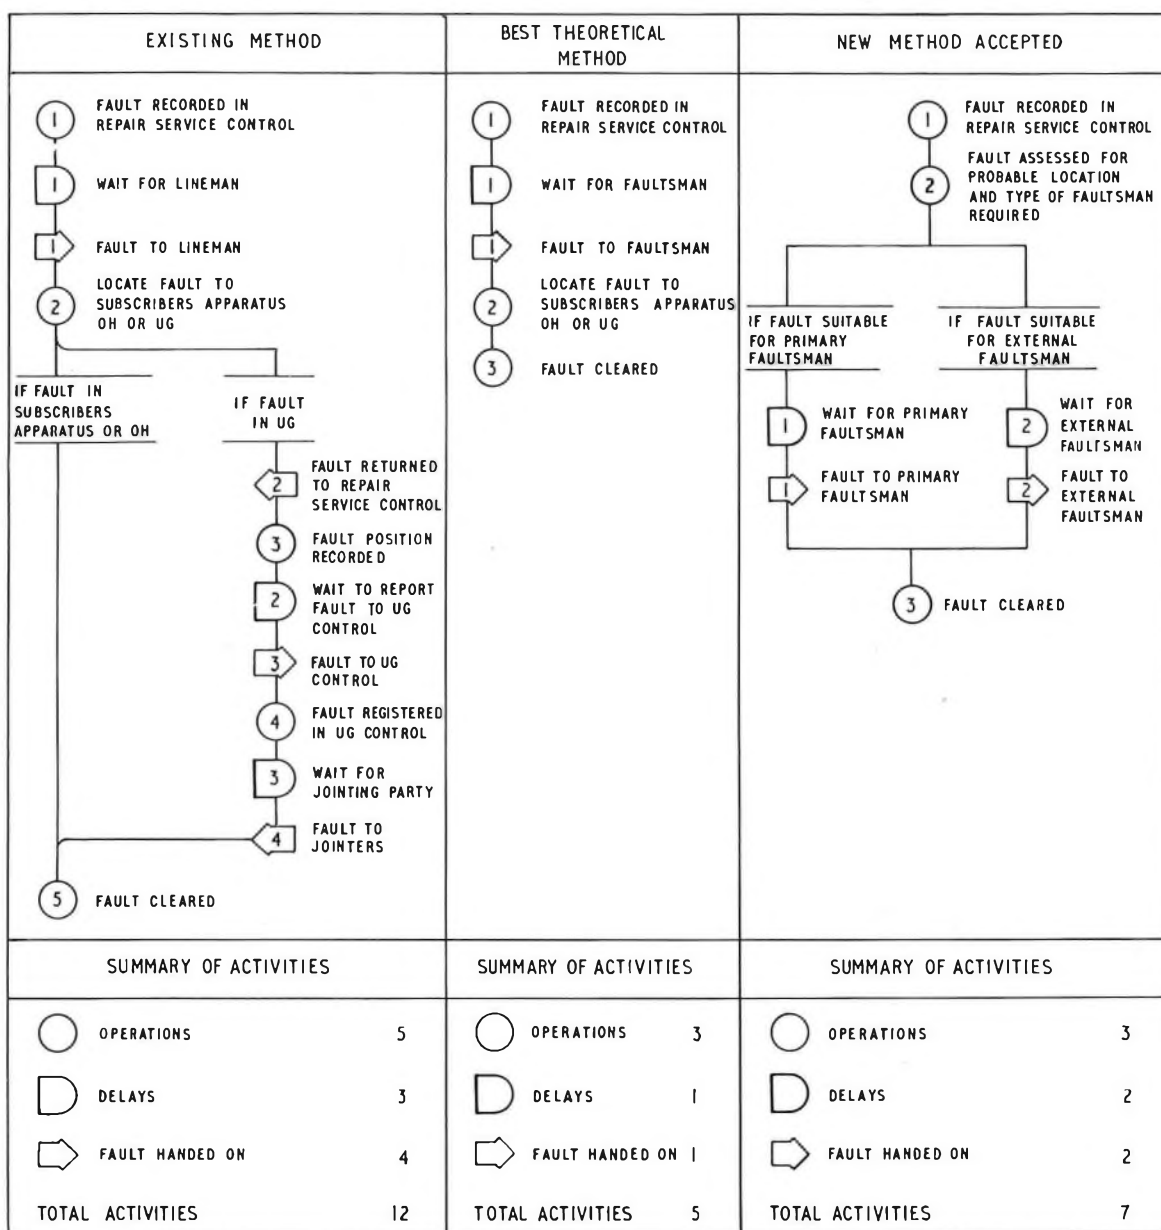 EXISTING METHOD
1
FAULT RECORDED IN
REPAIR SERVICE CONTROL
1
WAIT FOR LINEMAN
1
FAULT TO LINEMAN
2
LOCATE FAULT TO
SUBSCRIBERS APPARATUS
OH OR UG
IF FAULT IN
SUBSCRIBERS
APPARATUS OR OH
IF FAULT
IN UG
2
FAULT RETURNED
TO REPAIR
SERVICE CONTROL
3
FAULT POSITION
RECORDED
2
WAIT TO REPORT
FAULT TO UG
CONTROL
3
FAULT TO UG
CONTROL
4
FAULT REGISTERED
IN UG CONTROL
3
WAIT FOR
JOINTING PARTY
4
FAULT TO
JOINTERS
5
FAULT CLEARED
SUMMARY OF ACTIVITIES
OPERATIONS 5
DELAYS 3
FAULT HANDED ON 4
TOTAL ACTIVITIES 12
BEST THEORETICAL
METHOD
1
FAULT RECORDED IN
REPAIR SERVICE CONTROL
1
WAIT FOR FAULTSMAN
1
FAULT TO FAULTSMAN
2
LOCATE FAULT TO
SUBSCRIBERS APPARATUS
OH OR UG
3
FAULT CLEARED
SUMMARY OF ACTIVITIES
OPERATIONS 3
DELAYS 1
FAULT HANDED ON 1
TOTAL ACTIVITIES 5
NEW METHOD ACCEPTED
1
FAULT RECORDED IN
REPAIR SERVICE CONTROL
2
FAULT ASSESSED FOR
PROBABLE LOCATION
AND TYPE OF FAULTSMAN
REQUIRED
IF FAULT SUITABLE
FOR PRIMARY
FAULTSMAN
IF FAULT SUITABLE
FOR EXTERNAL
FAULTSMAN
1
WAIT FOR PRIMARY
FAULTSMAN
2
WAIT FOR
EXTERNAL
FAULTSMAN
1
FAULT TO PRIMARY
FAULTSMAN
2
FAULT TO
EXTERNAL
FAULTSMAN
3
FAULT CLEARED
SUMMARY OF ACTIVITIES
OPERATIONS 3
DELAYS 2
FAULT HANDED ON 2
TOTAL ACTIVITIES 7